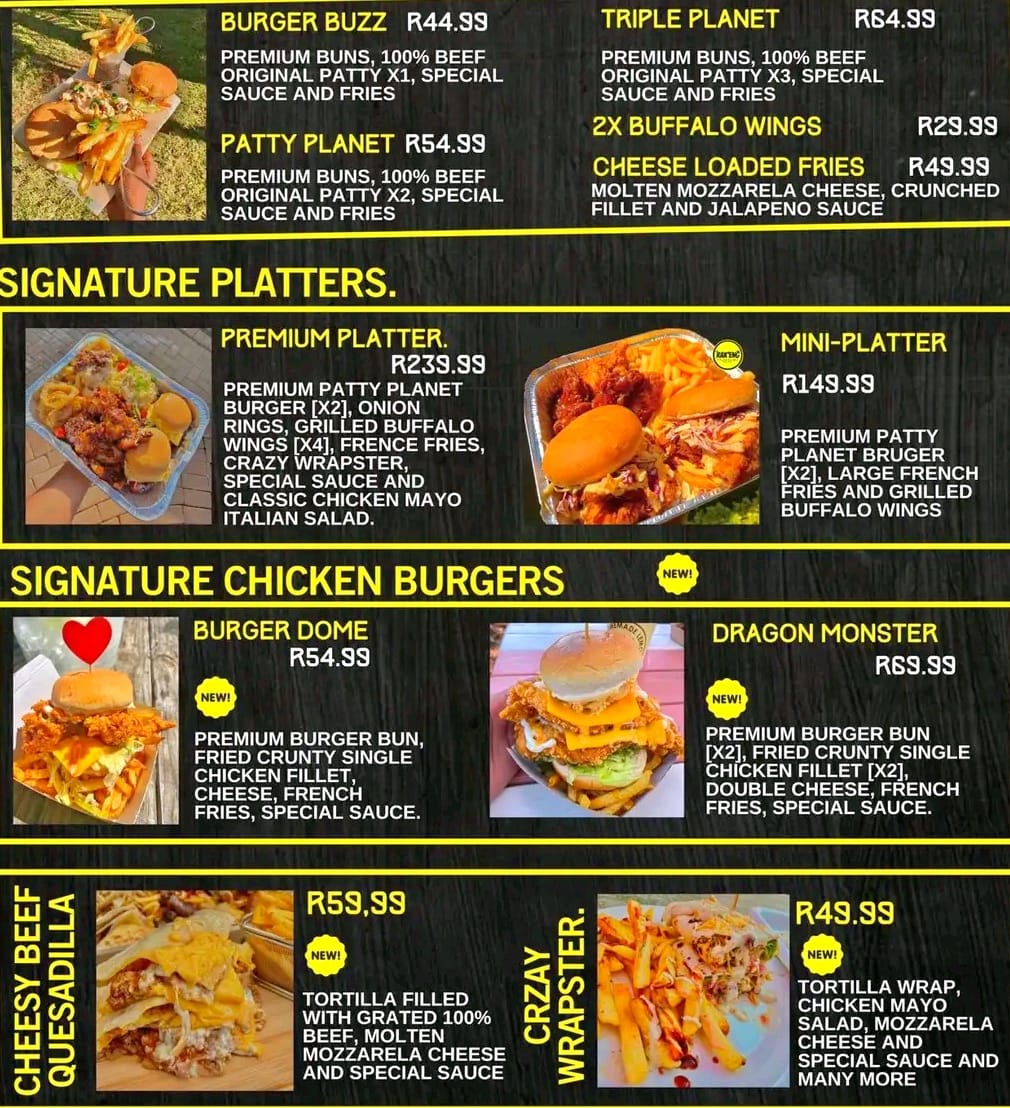 BURGER BUZZ R44.99
PREMIUM BUNS, 100% BEEF
ORIGINAL PATTY X1, SPECIAL
SAUCE AND FRIES
PATTY PLANET R54.99
PREMIUM BUNS, 100% BEEF
ORIGINAL PATTY X2, SPECIAL
SAUCE AND FRIES
TRIPLE PLANET R64.99
PREMIUM BUNS, 100% BEEF
ORIGINAL PATTY X3, SPECIAL
SAUCE AND FRIES
2X BUFFALO WINGS R29.99
CHEESE LOADED FRIES R49.99
MOLTEN MOZZARELA CHEESE, CRUNCHED
FILLET AND JALAPENO SAUCE
SIGNATURE PLATTERS.
PREMIUM PLATTER.
R239.99
PREMIUM PATTY PLANET
BURGER [X2], ONION
RINGS, GRILLED BUFFALO
WINGS [X4], FRENCE FRIES,
CRAZY WRAPSTER,
SPECIAL SAUCE AND
CLASSIC CHICKEN MAYO
ITALIAN SALAD.
MINI-PLATTER
R149.99
PREMIUM PATTY
PLANET BRUGER
[X2], LARGE FRENCH
FRIES AND GRILLED
BUFFALO WINGS
SIGNATURE CHICKEN BURGERS NEW!
BURGER DOME
R54.99
NEW!
PREMIUM BURGER BUN,
FRIED CRUNTY SINGLE
CHICKEN FILLET,
CHEESE, FRENCH
FRIES, SPECIAL SAUCE.
DRAGON MONSTER
R69.99
NEW!
PREMIUM BURGER BUN
[X2], FRIED CRUNTY SINGLE
CHICKEN FILLET [X2],
DOUBLE CHEESE, FRENCH
FRIES, SPECIAL SAUCE.
CHEESY BEEF
QUESADILLA
R59,99
NEW!
TORTILLA FILLED
WITH GRATED 100%
BEEF, MOLTEN
MOZZARELA CHEESE
AND SPECIAL SAUCE
CRZAY
WRAPSTER.
R49.99
NEW!
TORTILLA WRAP,
CHICKEN MAYO
SALAD, MOZZARELA
CHEESE AND
SPECIAL SAUCE AND
MANY MORE